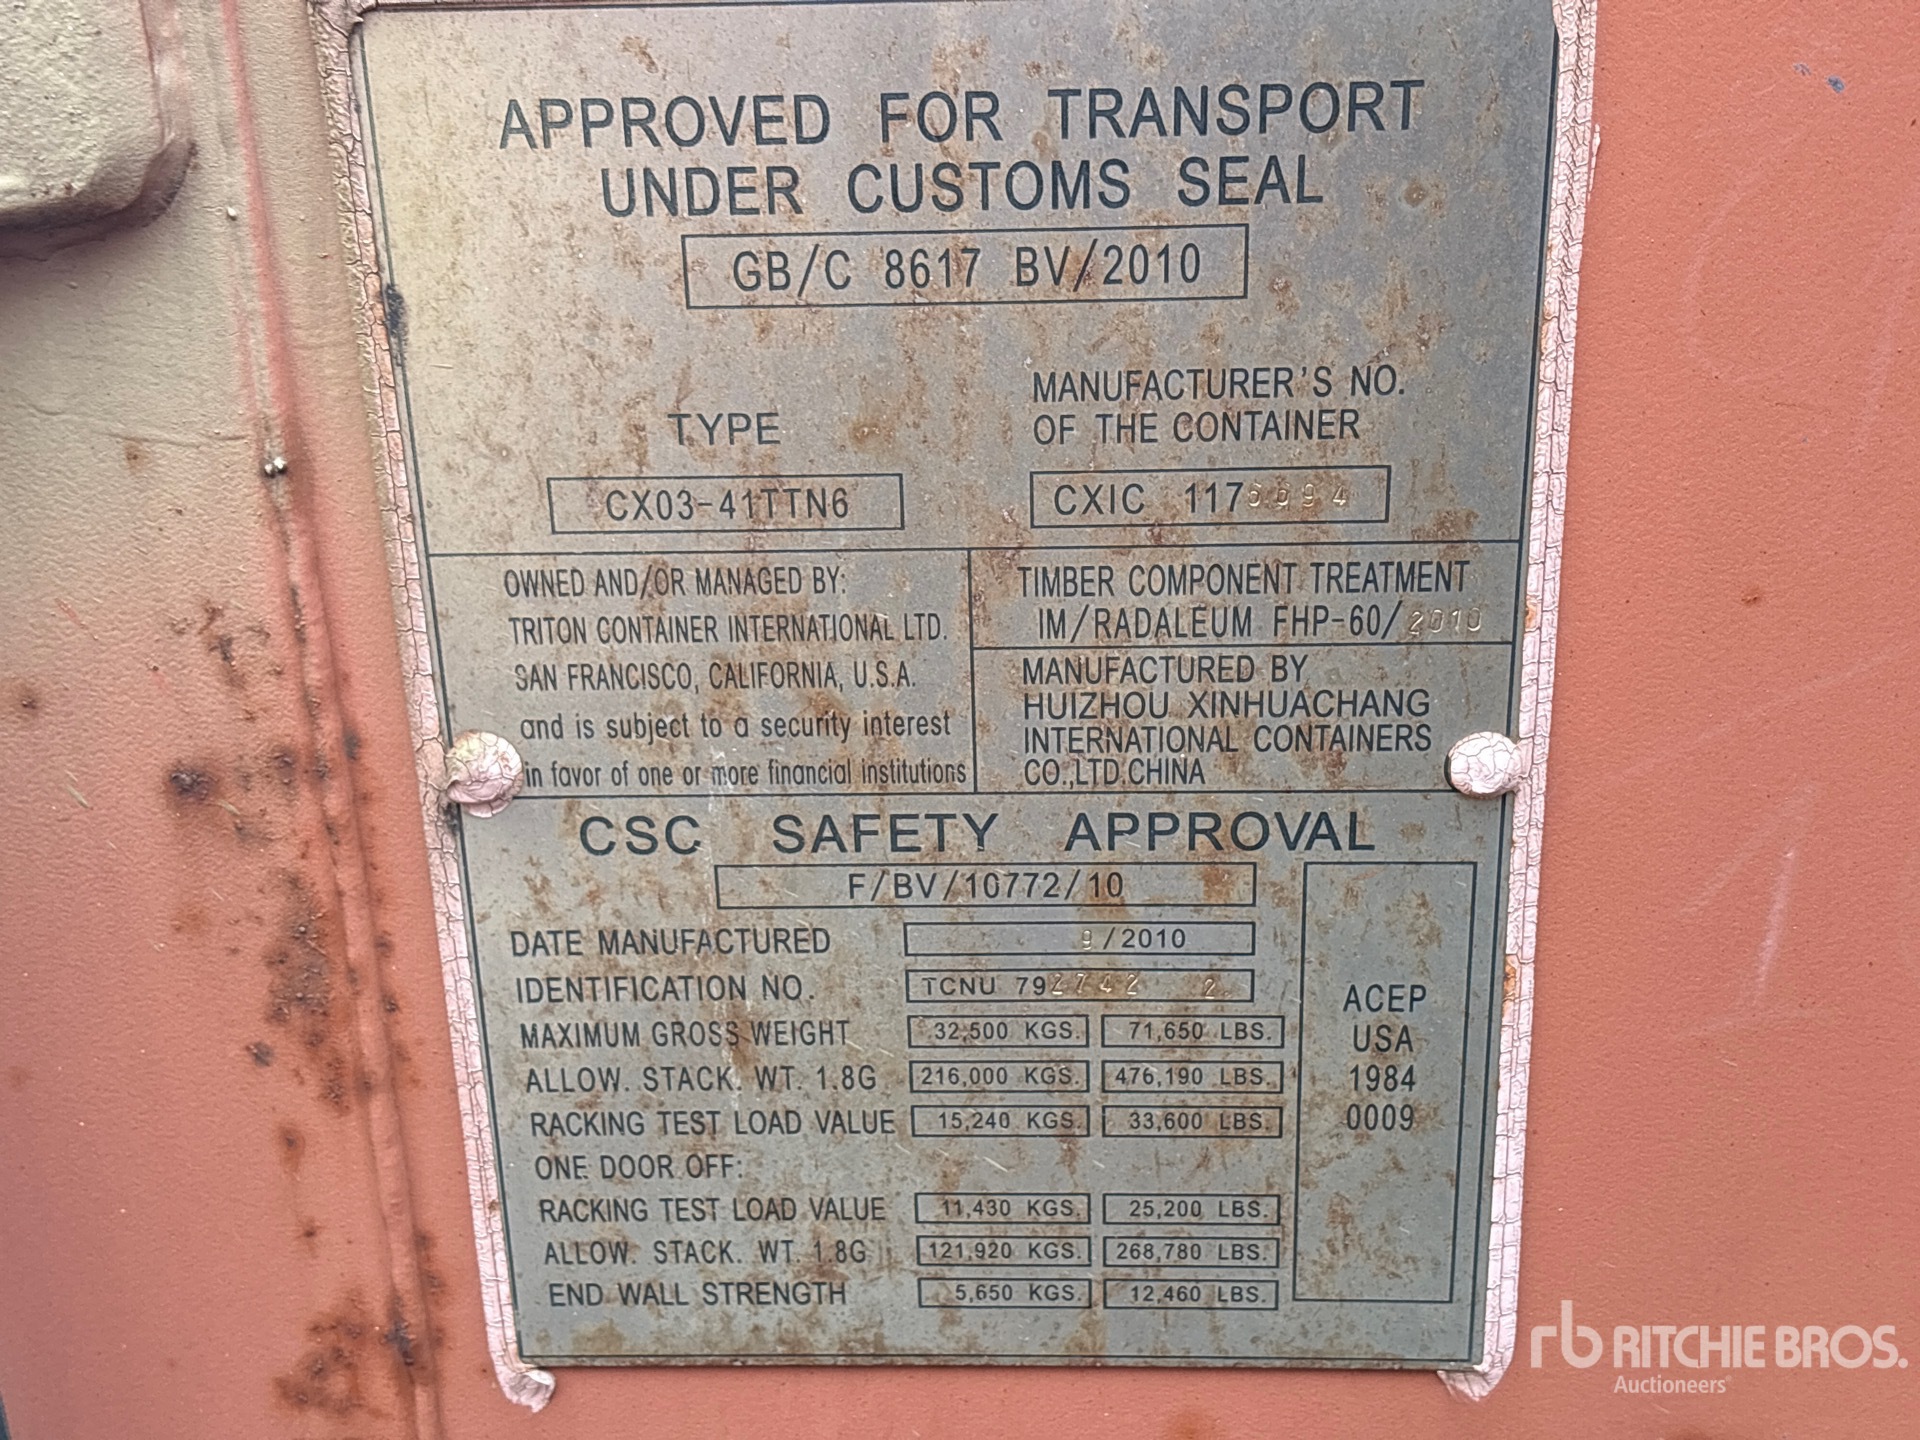 APPROVED FOR TRANSPORT
UNDER CUSTOMS SEAL
GB/C 8617 BV/2010
TYPE
CX03-41TTN6
MANUFACTURER'S NO.
OF THE CONTAINER
CXIC
OWNED AND/OR MANAGED BY:
TRITON CONTAINER INTERNATIONAL LTD.
SAN FRANCISCO, CALIFORNIA, U.S.A.
and is subject to a security interest
in favor of one or more financial institutions
TIMBER COMPONENT TREATMENT
IM/RADALEUM FHP-60/2010
MANUFACTURED BY
HUIZHOU XINHUACHANG
INTERNATIONAL CONTAINERS
CO.,LTD.CHINA
CSC SAFETY APPROVAL
F/BV/10772/10
DATE MANUFACTURED 9/2010
IDENTIFICATION NO. TCNU 792742 2
MAXIMUM GROSS WEIGHT 32,500 KGS. 71,650 LBS.
ALLOW. STACK. WT. 1.8G 216,000 KGS. 476,190 LBS.
RACKING TEST LOAD VALUE 15,240 KGS. 33,600 LBS.
ONE DOOR OFF:
RACKING TEST LOAD VALUE 11,430 KGS. 25,200 LBS.
ALLOW. STACK. WT. 1.8G 121,920 KGS. 268,780 LBS.
END WALL STRENGTH 5,650 KGS. 12,460 LBS.
ACEP
USA
1984
0009
rb RITCHIE BROS.
Auctioneers